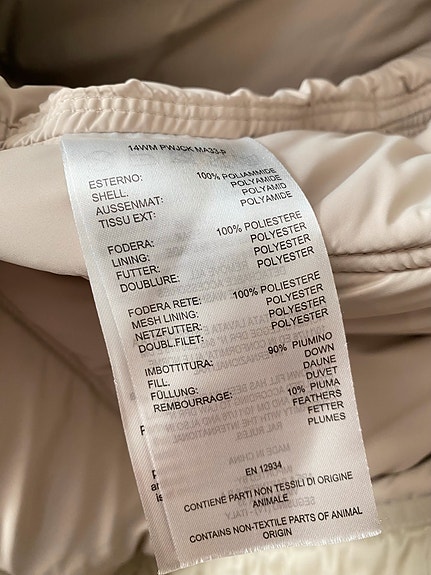 14WM PWJCK MA33-P
ESTERNO: 100% POLIAMMIDE
SHELL: POLYAMIDE
AUSSENMAT: POLYAMID
TISSU EXT: POLYAMIDE
FODERA: 100% POLIESTERE
LINING: POLYESTER
FUTTER: POLYESTER
DOUBLURE: POLYESTER
FODERA RETE: 100% POLIESTERE
MESH LINING: POLYESTER
NETZFUTTER: POLYESTER
DOUBL.FILET: POLYESTER
IMBOTTITURA: 90% PIUMINO
FILL: DOWN
FÜLLUNG: DAUNE
REMBOURRAGE: DUVET
10% PIUMA
FEATHERS
FETTER
PLUMES
EN 12934
CONTIENE PARTI NON TESSILI DI ORIGINE
ANIMALE
CONTAINS NON-TEXTILE PARTS OF ANIMAL
ORIGIN